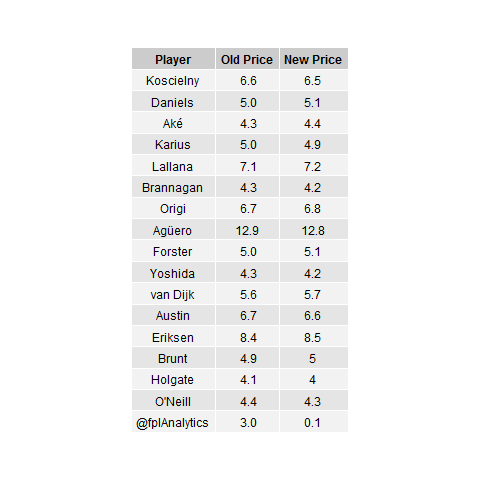 Player Old Price New Price
Koscielny 6.6 6.5
Daniels 5.0 5.1
Aké 4.3 4.4
Karius 5.0 4.9
Lallana 7.1 7.2
Brannagan 4.3 4.2
Origi 6.7 6.8
Agüero 12.9 12.8
Forster 5.0 5.1
Yoshida 4.3 4.2
van Dijk 5.6 5.7
Austin 6.7 6.6
Eriksen 8.4 8.5
Brunt 4.9 5
Holgate 4.1 4
O'Neill 4.4 4.3
@fplAnalytics 3.0 0.1